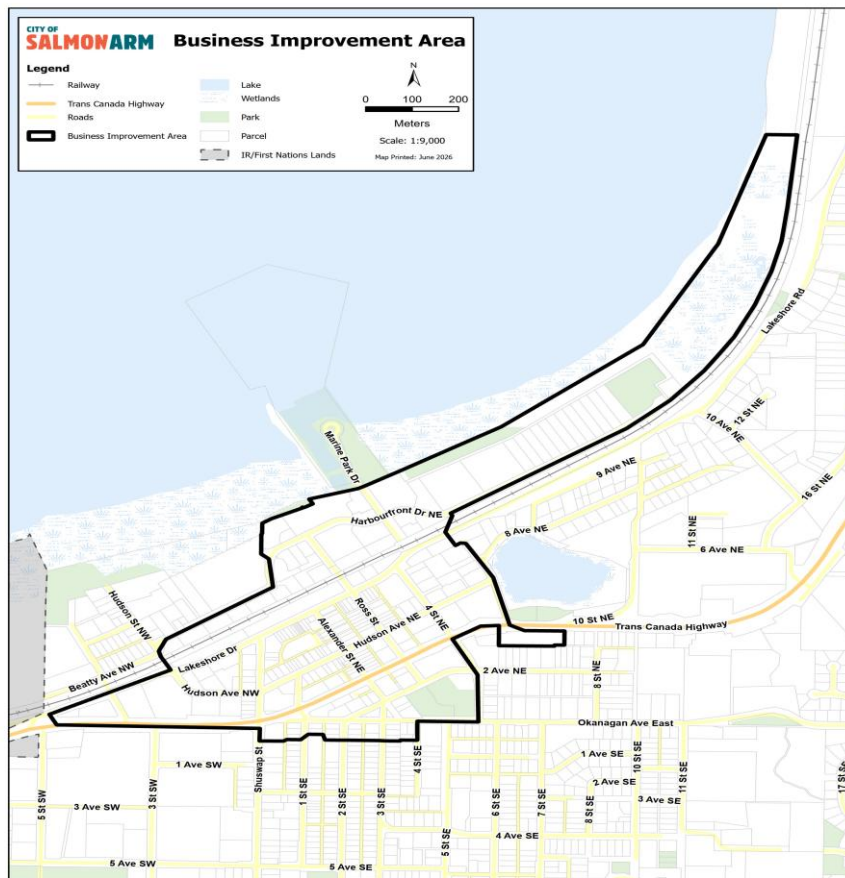 CITY OF
SALMONARM
Business Improvement Area
Legend
Railway
Trans Canada Highway
Roads
Business Improvement Area
Lake
Wetlands
Park
Parcel
IR/First Nations Lands
N
0 100 200
Meters
Scale: 1:9,000
Map Printed: June 2026
Lakeshore Rd
12 St NE
10 Ave NE
Marine Park Dr
9 Ave NE
16 St NE
Harbourfront Dr NE
8 Ave NE
11 St NE
6 Ave NE
Hudson St NW
Ross St
4 St NE
Hudson Ave NE
Alexander St NE
10 St NE
Trans Canada Highway
Lakeshore Dr
Beatty Ave NW
Hudson Ave NW
2 Ave NE
8 St NE
Okanagan Ave East
1 Ave SW
Shuswap St
1 St SE
2 St SE
3 St SE
4 St SE
5 St SE
6 St SE
7 St SE
8 St SE
1 Ave SE
10 St SE
11 St SE
2 Ave SE
3 Ave SE
5 St SW
3 St SW
3 Ave SW
4 Ave SE
5 Ave SW
5 Ave SE